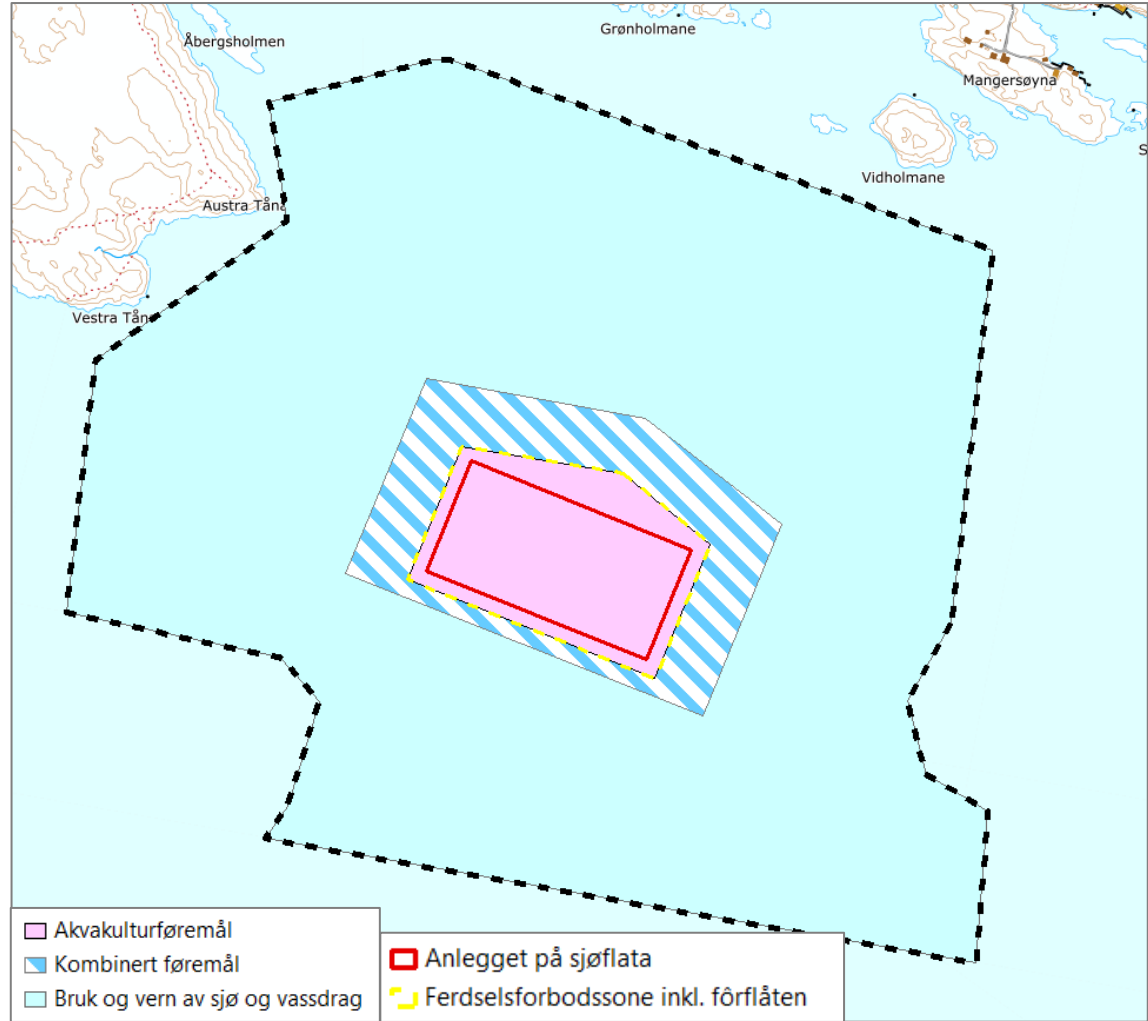 Åbergsholmen
Grønholmane
Mangersøyna
Vidholmane
S
Austra Tåna
Vestra Tån
Akvakulturføremål
Kombinert føremål
Bruk og vern av sjø og vassdrag
Anlegget på sjøflata
Ferdselsforbodssone inkl. fôrflåten